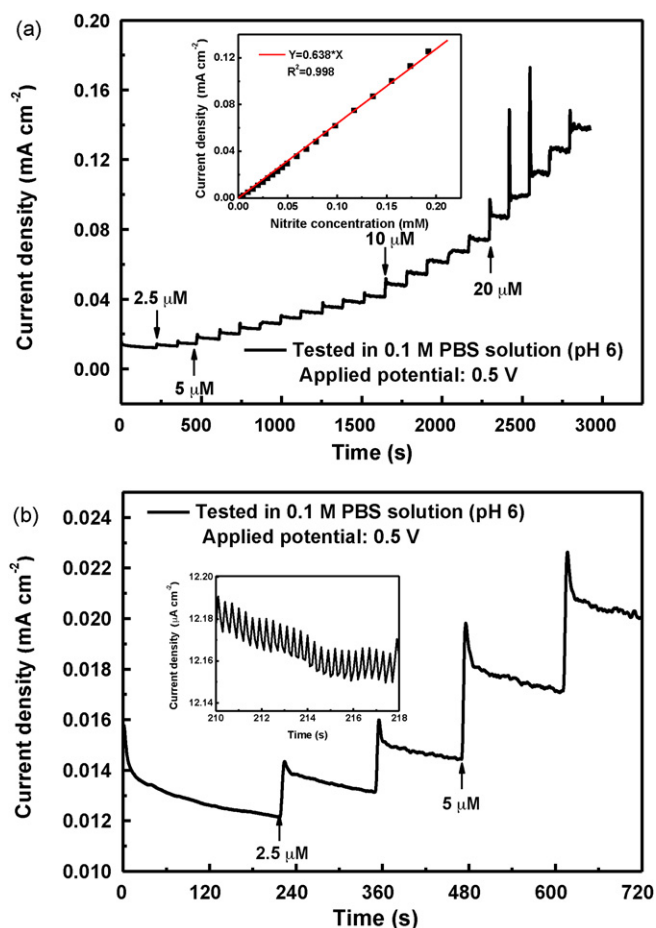 (a)
0.20
0.16
0.12
0.08
0.04
0.00
Current density (mA cm⁻²)
0.12
0.08
0.04
0.00
Current density (mA cm⁻²)
Y=0.638*X
R²=0.998
0.00 0.05 0.10 0.15 0.20
Nitrite concentration (mM)
2.5 μM
5 μM
10 μM
20 μM
Tested in 0.1 M PBS solution (pH 6)
Applied potential: 0.5 V
0 500 1000 1500 2000 2500 3000
Time (s)
(b)
0.024
0.022
0.020
0.018
0.016
0.014
0.012
0.010
Current density (mA cm⁻²)
Tested in 0.1 M PBS solution (pH 6)
Applied potential: 0.5 V
12.20
12.18
12.16
12.14
Current density (μA cm⁻²)
210 212 214 216 218
Time (s)
2.5 μM
5 μM
0 120 240 360 480 600 720
Time (s)